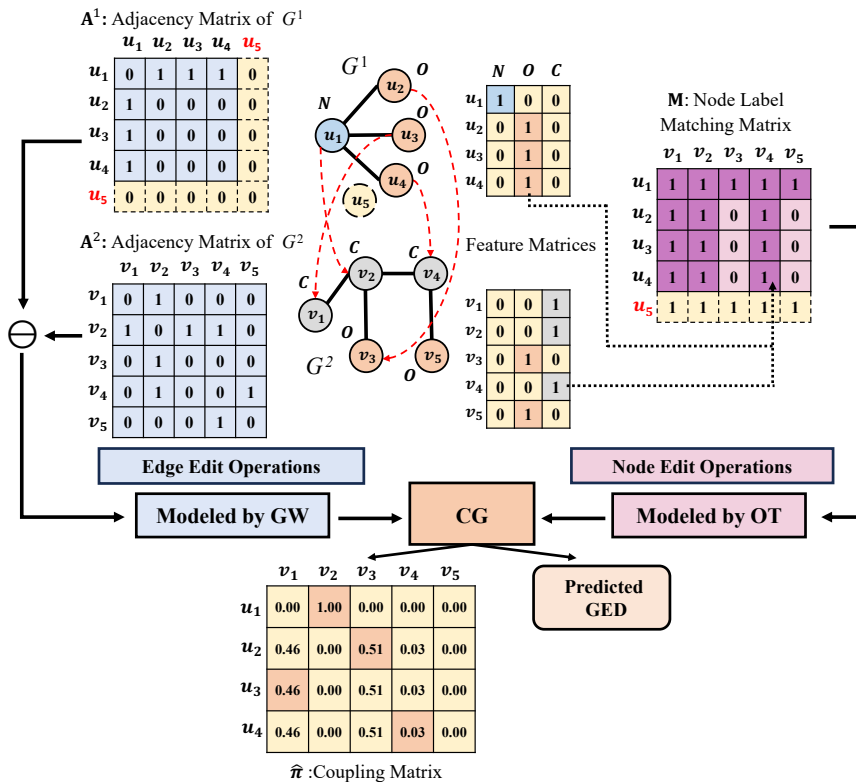 A¹: Adjacency Matrix of G¹
u₁ u₂ u₃ u₄ u₅
u₁ 0 1 1 1 0
u₂ 1 0 0 0 0
u₃ 1 0 0 0 0
u₄ 1 0 0 0 0
u₅ 0 0 0 0 0
G¹
N
O
O
O
u₁
u₂
u₃
u₄
u₅
N O C
u₁ 1 0 0
u₂ 0 1 0
u₃ 0 1 0
u₄ 0 1 0
M: Node Label
Matching Matrix
v₁ v₂ v₃ v₄ v₅
u₁ 1 1 1 1 1
u₂ 1 1 0 1 0
u₃ 1 1 0 1 0
u₄ 1 1 0 1 0
u₅ 1 1 1 1 1
A²: Adjacency Matrix of G²
v₁ v₂ v₃ v₄ v₅
v₁ 0 1 0 0 0
v₂ 1 0 1 1 0
v₃ 0 1 0 0 0
v₄ 0 1 0 0 1
v₅ 0 0 0 1 0
C
C
C
O
O
v₁
v₂
v₄
v₃
v₅
G²
Feature Matrices
v₁ 0 0 1
v₂ 0 0 1
v₃ 0 1 0
v₄ 0 0 1
v₅ 0 1 0
Edge Edit Operations
Node Edit Operations
Modeled by GW
CG
Modeled by OT
Predicted
GED
v₁ v₂ v₃ v₄ v₅
u₁ 0.00 1.00 0.00 0.00 0.00
u₂ 0.46 0.00 0.51 0.03 0.00
u₃ 0.46 0.00 0.51 0.03 0.00
u₄ 0.46 0.00 0.51 0.03 0.00
π̂ :Coupling Matrix